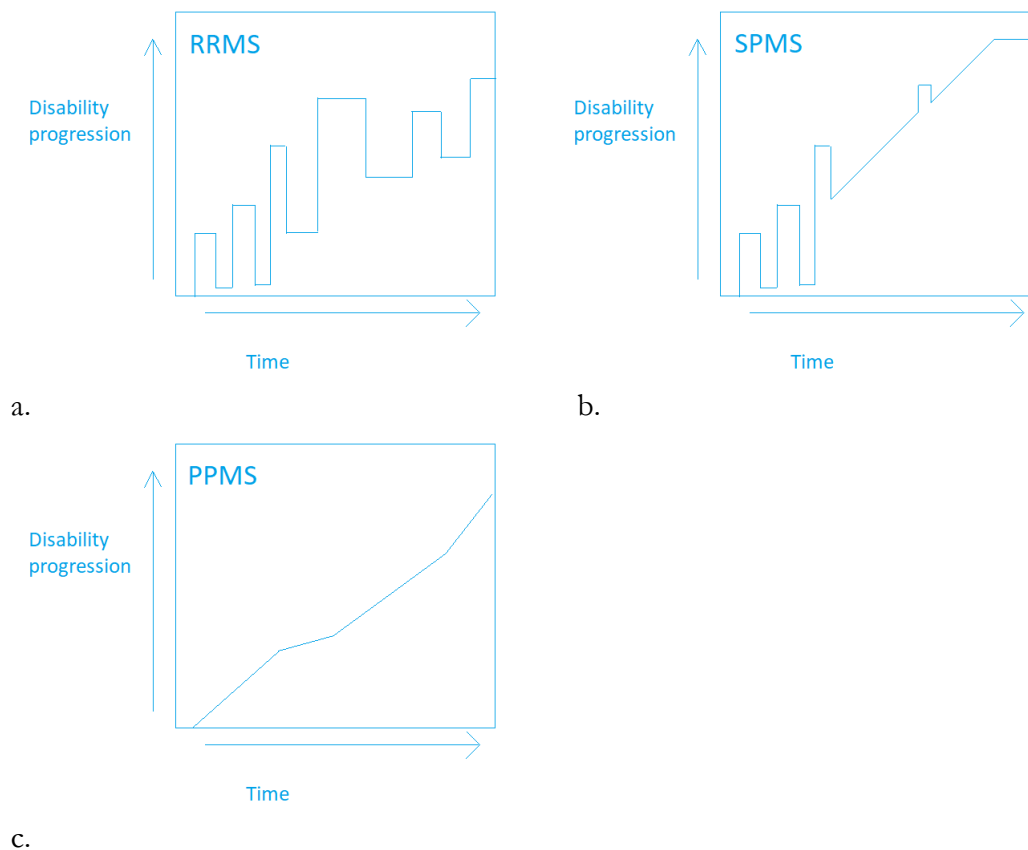 RRMS
Disability
progression
Time
a.
SPMS
Disability
progression
Time
b.
PPMS
Disability
progression
Time
c.